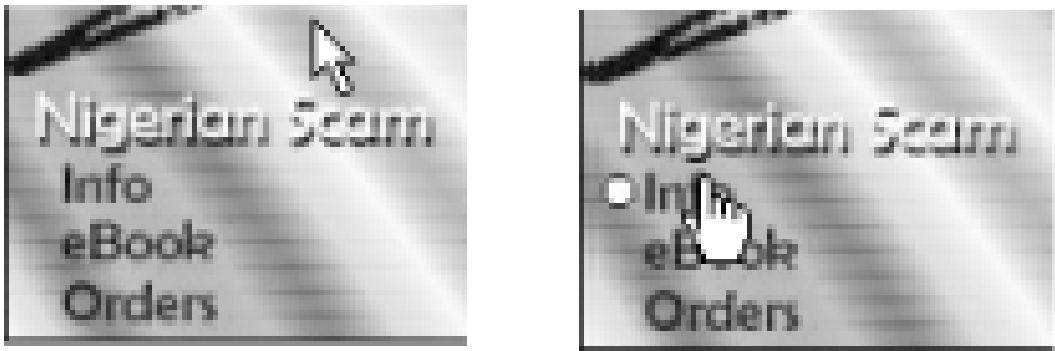 Nigerian Scam
Info
eBook
Orders
Nigerian Scam
Info
eBook
Orders